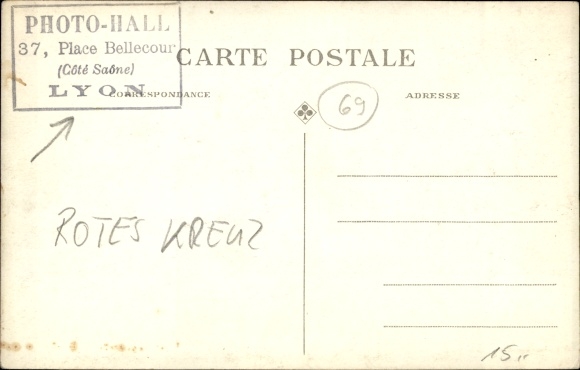 PHOTO-HALL
37, Place Bellecour
(Côté Saône)
LYON
CARTE POSTALE
CORRESPONDANCE
ADRESSE
69
ROTES KREUZ
15,,